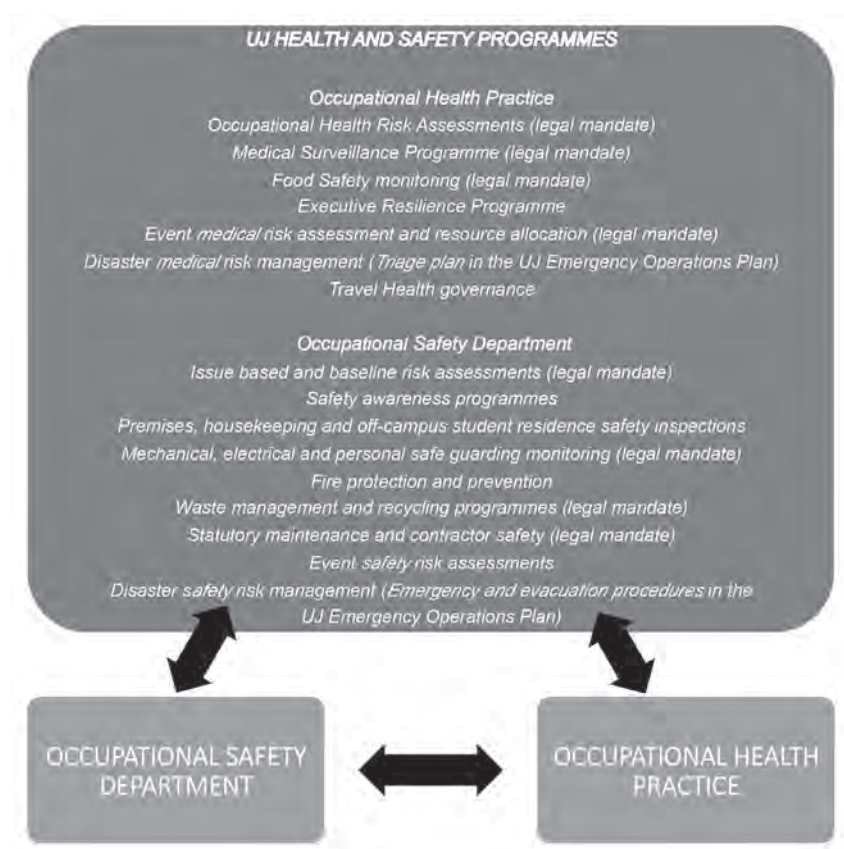 UJ HEALTH AND SAFETY PROGRAMMES
Occupational Health Practice
Occupational Health Risk Assessments (legal mandate)
Medical Surveillance Programme (legal mandate)
Food Safety monitoring (legal mandate)
Executive Resilience Programme
Event medical risk assessment and resource allocation (legal mandate)
Disaster medical risk management (Triage plan in the UJ Emergency Operations Plan)
Travel Health governance
Occupational Safety Department
Issue based and baseline risk assessments (legal mandate)
Safety awareness programmes
Premises, housekeeping and off-campus student residence safety inspections
Mechanical, electrical and personal safe guarding monitoring (legal mandate)
Fire protection and prevention
Waste management and recycling programmes (legal mandate)
Statutory maintenance and contractor safety (legal mandate)
Event safety risk assessments
Disaster safety risk management (Emergency and evacuation procedures in the
UJ Emergency Operations Plan)
OCCUPATIONAL SAFETY
DEPARTMENT
OCCUPATIONAL HEALTH
PRACTICE